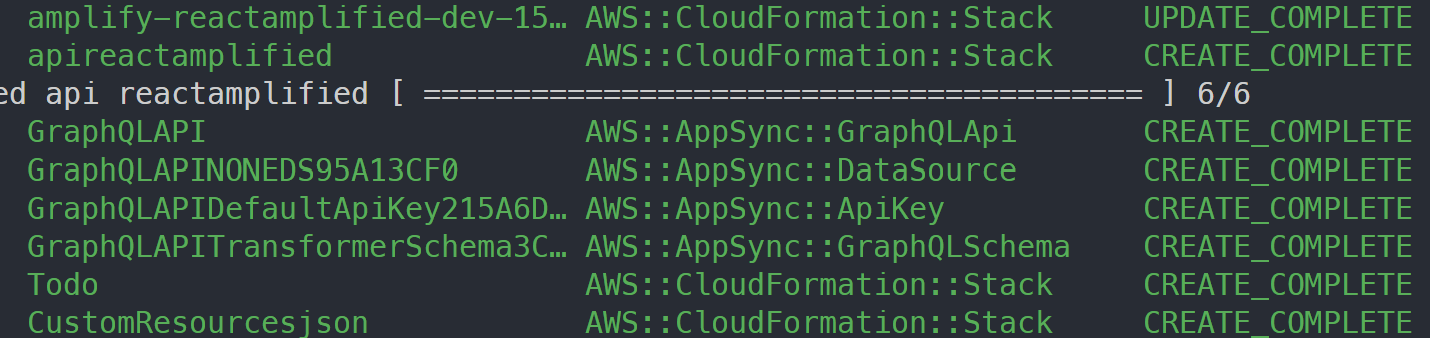 amplify-reactamplified-dev-15… AWS::CloudFormation::Stack UPDATE_COMPLETE
apireactamplified AWS::CloudFormation::Stack CREATE_COMPLETE
ed api reactamplified [ ======================================== ] 6/6
GraphQLAPI AWS::AppSync::GraphQLApi CREATE_COMPLETE
GraphQLAPINONEDS95A13CF0 AWS::AppSync::DataSource CREATE_COMPLETE
GraphQLAPIDefaultApiKey215A6D… AWS::AppSync::ApiKey CREATE_COMPLETE
GraphQLAPITransformerSchema3C… AWS::AppSync::GraphQLSchema CREATE_COMPLETE
Todo AWS::CloudFormation::Stack CREATE_COMPLETE
CustomResourcesjson AWS::CloudFormation::Stack CREATE_COMPLETE